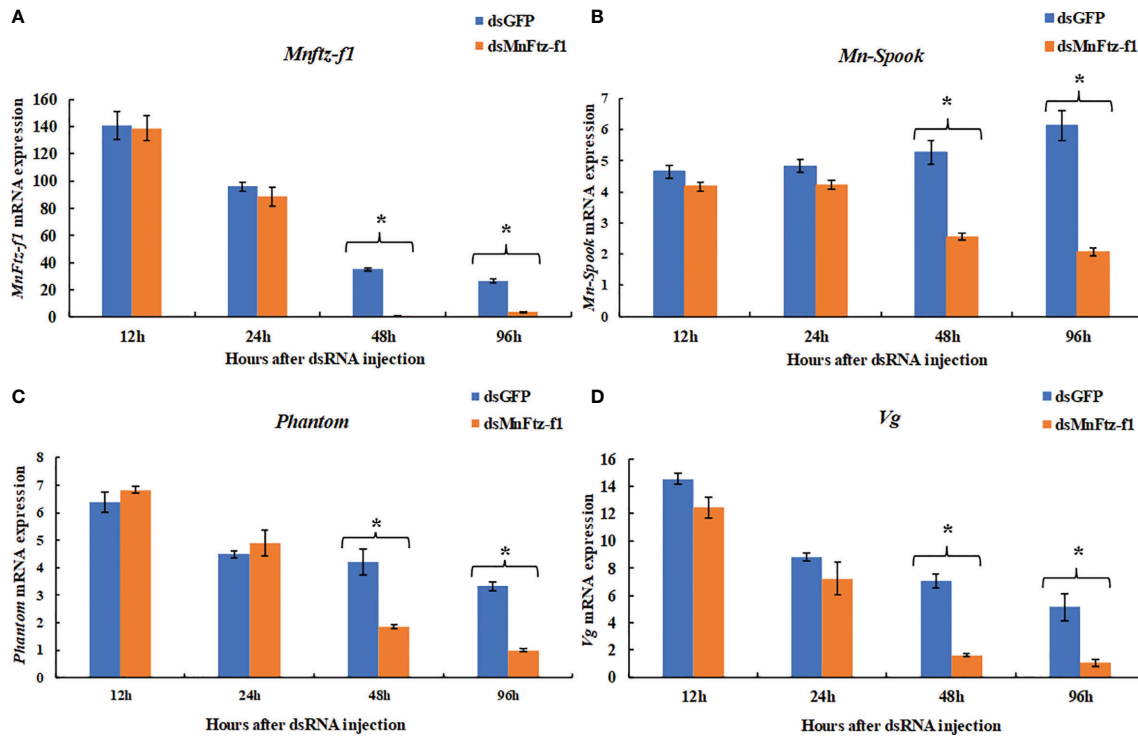 A
dsGFP
dsMnFtz-f1
Mnftz-f1
MnFtz-f1 mRNA expression
160
140
120
100
80
60
40
20
0
*
*
12h
24h
48h
96h
Hours after dsRNA injection
B
dsGFP
dsMnFtz-f1
Mn-Spook
Mn-Spook mRNA expression
7
6
5
4
3
2
1
0
*
*
12h
24h
48h
96h
Hours after dsRNA injection
C
dsGFP
dsMnFtz-f1
Phantom
Phantom mRNA expression
8
7
6
5
4
3
2
1
0
*
*
12h
24h
48h
96h
Hours after dsRNA injection
D
dsGFP
dsMnFtz-f1
Vg
Vg mRNA expression
16
14
12
10
8
6
4
2
0
*
*
12h
24h
48h
96h
Hours after dsRNA injection